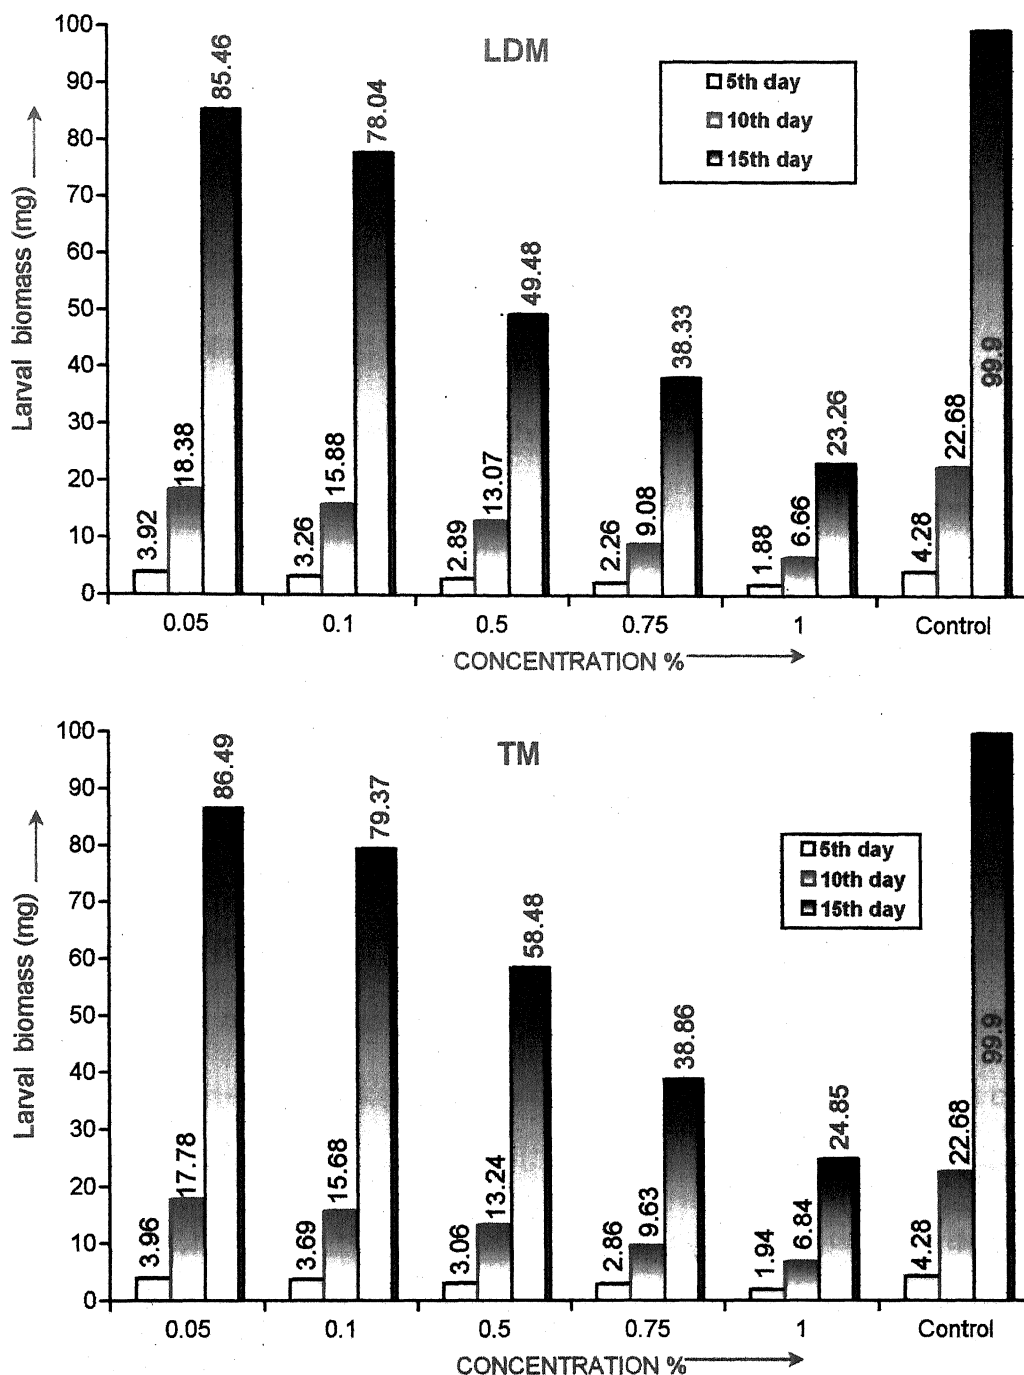 LDM
5th day
10th day
15th day
Larval biomass (mg)
100
90
80
70
60
50
40
30
20
10
0
3.92 18.38 85.46
3.26 15.88 78.04
2.89 13.07 49.48
2.26 9.08 38.33
1.88 6.66 23.26
4.28 22.68 99.9
0.05 0.1 0.5 0.75 1 Control
CONCENTRATION %
TM
5th day
10th day
15th day
Larval biomass (mg)
100
90
80
70
60
50
40
30
20
10
0
3.96 17.78 86.49
3.69 15.68 79.37
3.06 13.24 58.48
2.86 9.63 38.86
1.94 6.84 24.85
4.28 22.68 99.9
0.05 0.1 0.5 0.75 1 Control
CONCENTRATION %